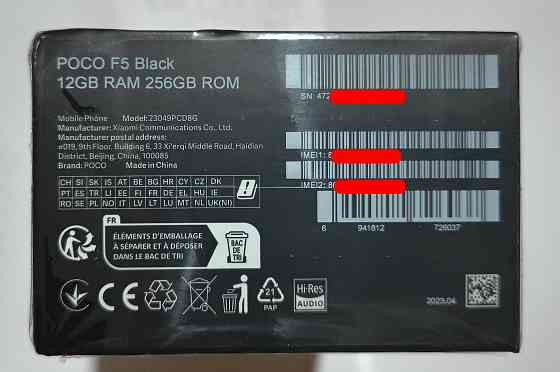 POCO F5 Black
12GB RAM 256GB ROM
Mobile Phone Model:23049PCD8G
Manufacturer: Xiaomi Communications Co., Ltd.
Manufacturer postal address:
#019, 9th Floor, Building 6, 33 Xi'erqi Middle Road, Haidian
District, Beijing, China, 100085
Brand: POCO Made in China
CH SI SK IS AT BE BG HR CY CZ DK
PT ES TR LI EE FI FR DE EL HU IE
RO SE PL NO IT LV LT LU MT NL UK(NI)
FR
ÉLÉMENTS D'EMBALLAGE
À SÉPARER ET À DÉPOSER
DANS LE BAC DE TRI
BAC
DE
TRI
CE
21
PAP
Hi-Res
AUDIO
SN: 472
IMEI1: 8
IMEI2: 86
6 941812 726037
2023.04